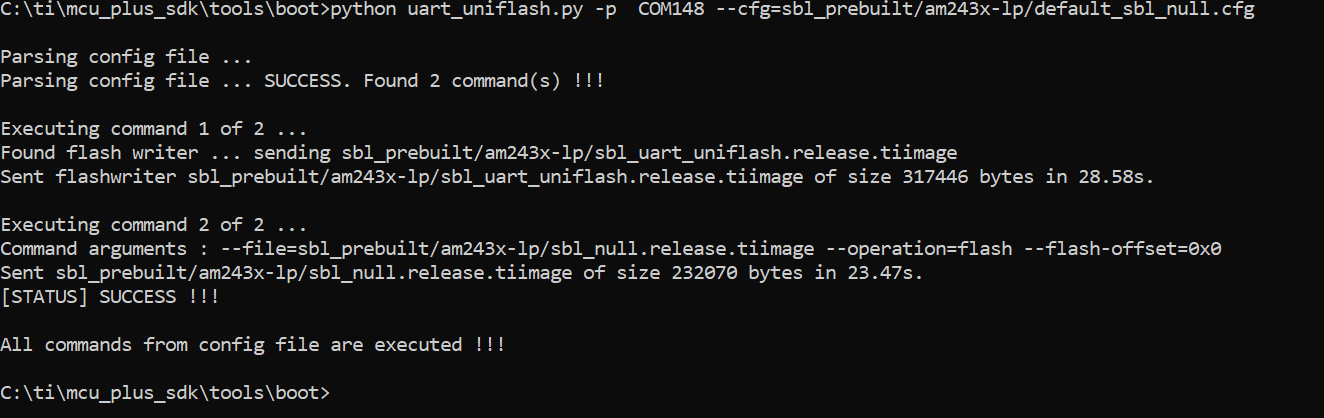 C:\ti\mcu_plus_sdk\tools\boot>python uart_uniflash.py -p  COM148 --cfg=sbl_prebuilt/am243x-lp/default_sbl_null.cfg
Parsing config file ...
Parsing config file ... SUCCESS. Found 2 command(s) !!!
Executing command 1 of 2 ...
Found flash writer ... sending sbl_prebuilt/am243x-lp/sbl_uart_uniflash.release.tiimage
Sent flashwriter sbl_prebuilt/am243x-lp/sbl_uart_uniflash.release.tiimage of size 317446 bytes in 28.58s.
Executing command 2 of 2 ...
Command arguments : --file=sbl_prebuilt/am243x-lp/sbl_null.release.tiimage --operation=flash --flash-offset=0x0
Sent sbl_prebuilt/am243x-lp/sbl_null.release.tiimage of size 232070 bytes in 23.47s.
[STATUS] SUCCESS !!!
All commands from config file are executed !!!
C:\ti\mcu_plus_sdk\tools\boot>